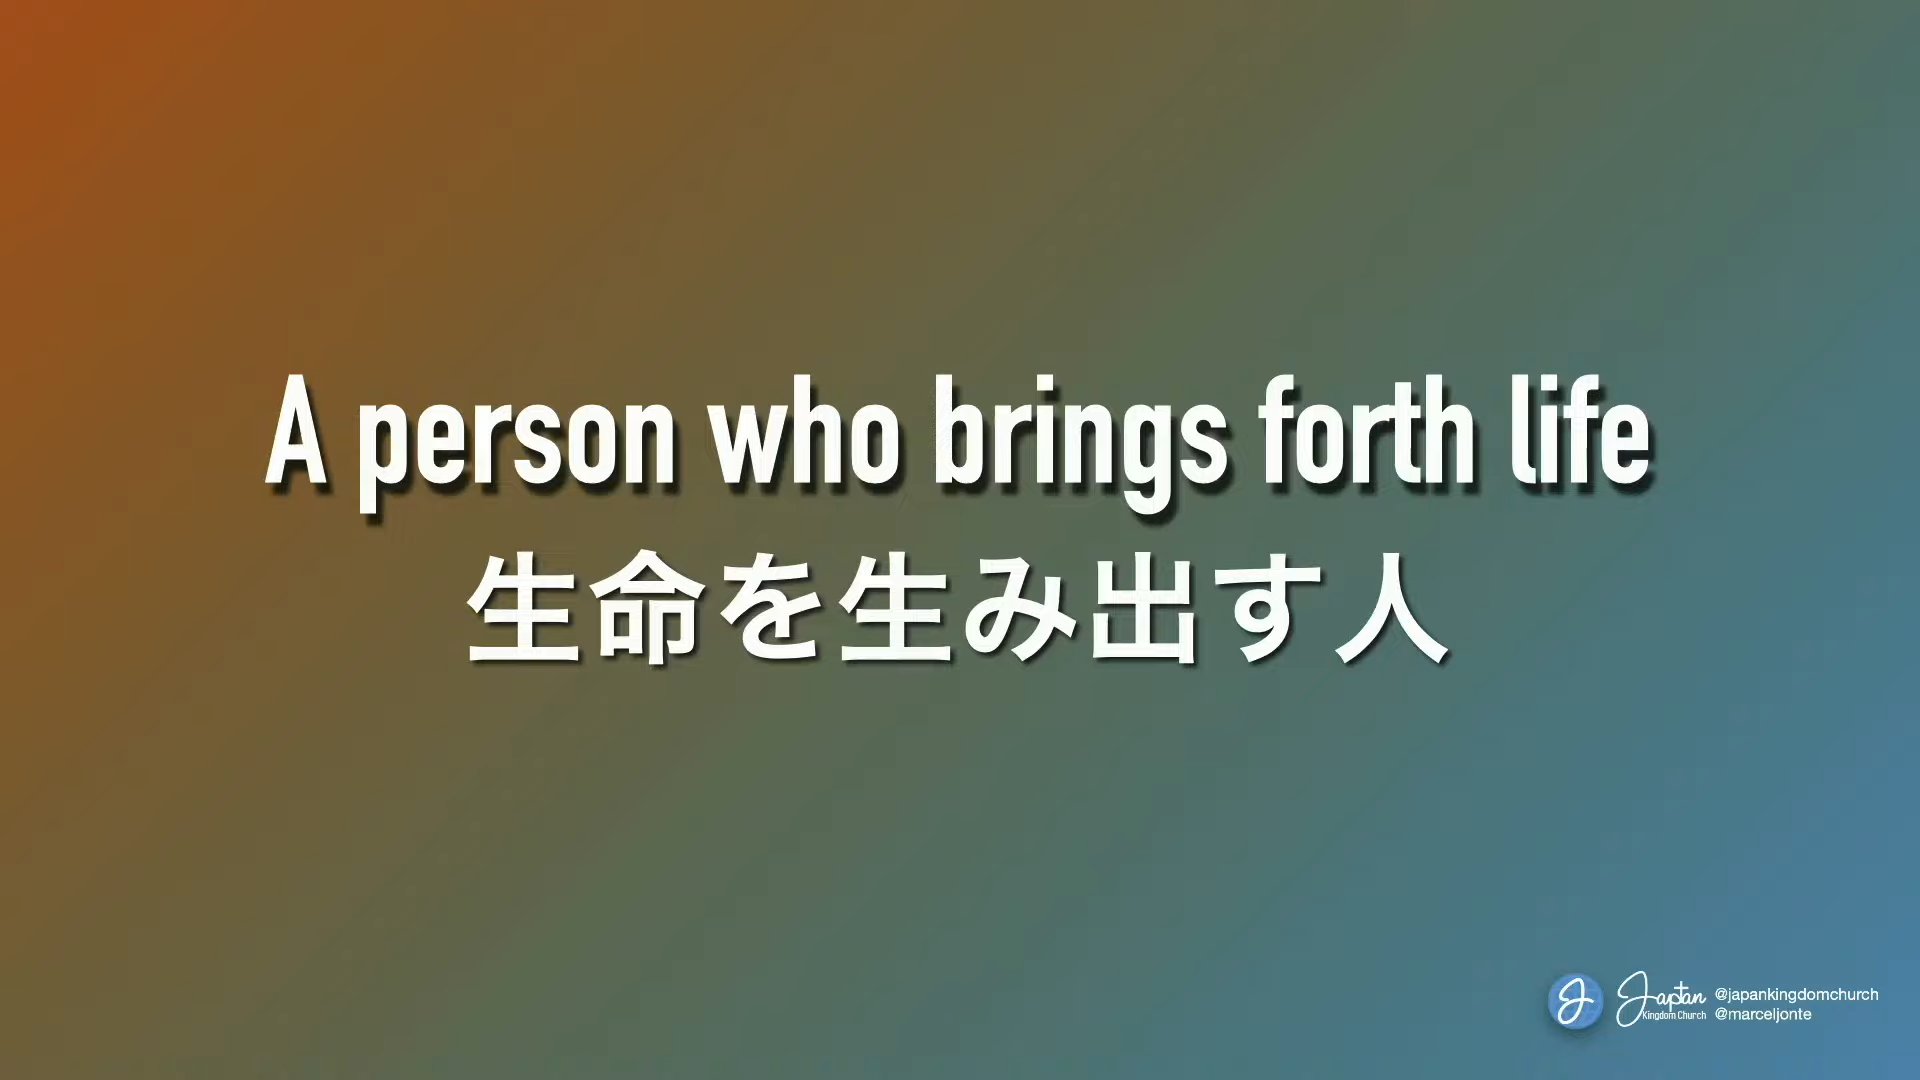 A person who brings forth life
生命を生み出す人
J
Japan
Kingdom Church
@japankingdomchurch
@marceljonte